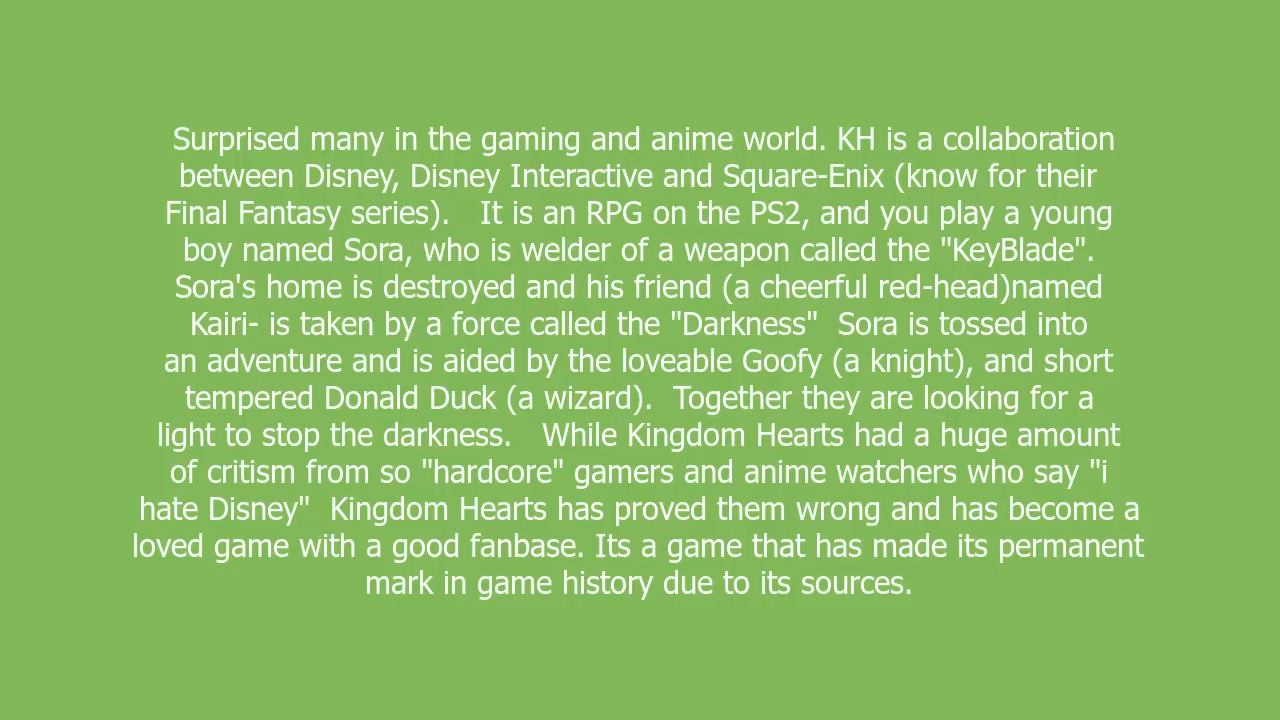 Surprised many in the gaming and anime world. KH is a collaboration
between Disney, Disney Interactive and Square-Enix (know for their
Final Fantasy series).   It is an RPG on the PS2, and you play a young
boy named Sora, who is welder of a weapon called the "KeyBlade".
Sora's home is destroyed and his friend (a cheerful red-head)named
Kairi- is taken by a force called the "Darkness"  Sora is tossed into
an adventure and is aided by the loveable Goofy (a knight), and short
tempered Donald Duck (a wizard).  Together they are looking for a
light to stop the darkness.   While Kingdom Hearts had a huge amount
of critism from so "hardcore" gamers and anime watchers who say "i
hate Disney"  Kingdom Hearts has proved them wrong and has become a
loved game with a good fanbase. Its a game that has made its permanent
mark in game history due to its sources.